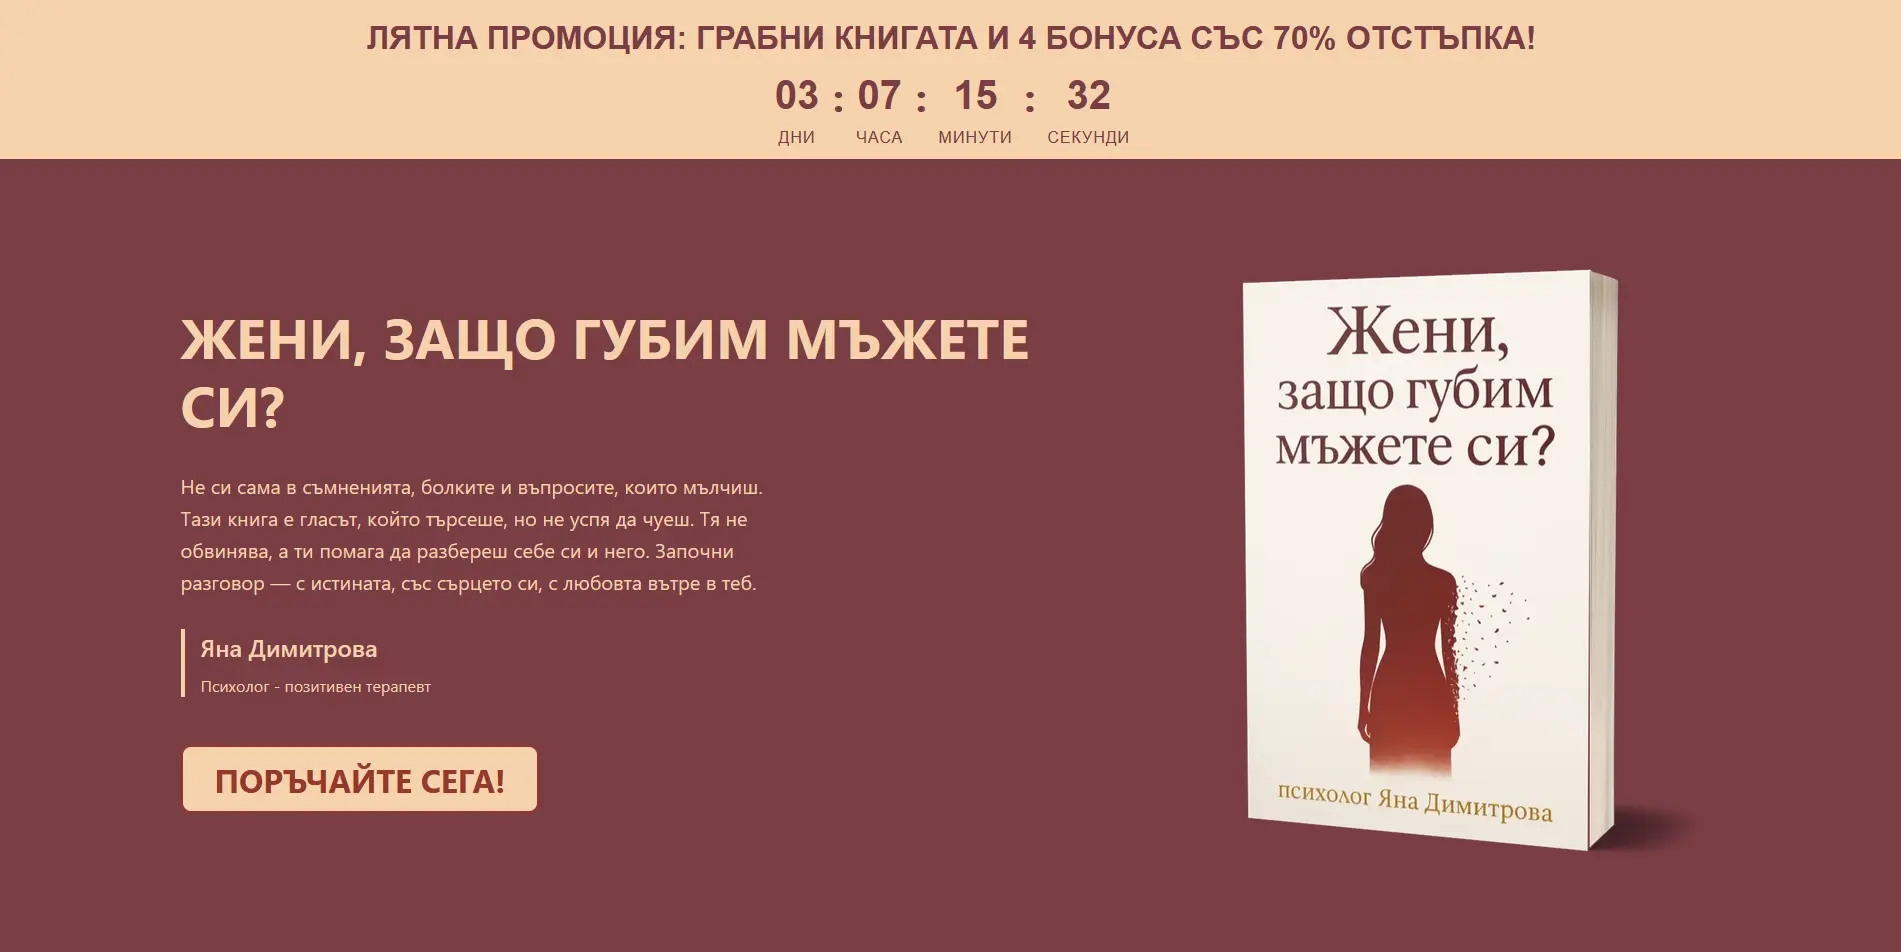 ЛЯТНА ПРОМОЦИЯ: ГРАБНИ КНИГАТА И 4 БОНУСА СЪС 70% ОТСТЪПКА!
03 : 07 : 15 : 32
ДНИ ЧАСА МИНУТИ СЕКУНДИ
ЖЕНИ, ЗАЩО ГУБИМ МЪЖЕТЕ
СИ?
Не си сама в съмненията, болките и въпросите, които мълчиш.
Тази книга е гласът, който търсеше, но не успя да чуеш. Тя не
обвинява, а ти помага да разбереш себе си и него. Започни
разговор — с истината, със сърцето си, с любовта вътре в теб.
Яна Димитрова
Психолог - позитивен терапевт
ПОРЪЧАЙТЕ СЕГА!
Жени,
защо губим
мъжете си?
психолог Яна Димитрова